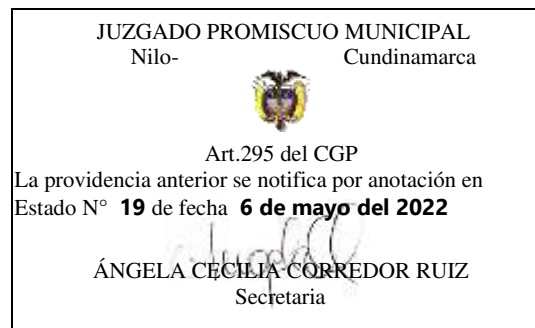 JUZGADO PROMISCUO MUNICIPAL
Nilo- Cundinamarca
Art.295 del CGP
La providencia anterior se notifica por anotación en
Estado N° 19 de fecha 6 de mayo del 2022
ÁNGELA CECILIA CORREDOR RUIZ
Secretaria